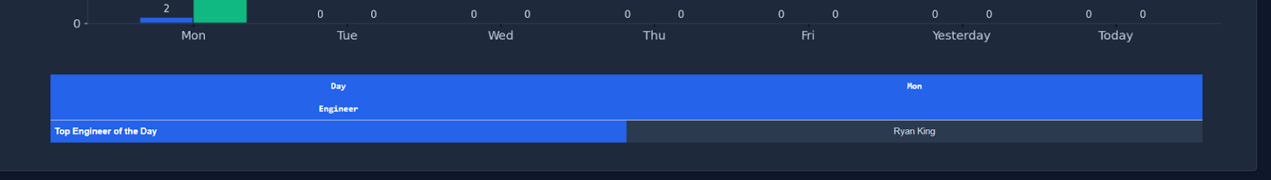 2
0 0 0 0 0 0 0 0 0 0 0 0 0
Mon Tue Wed Thu Fri Yesterday Today
Day Mon
Engineer
Top Engineer of the Day Ryan King